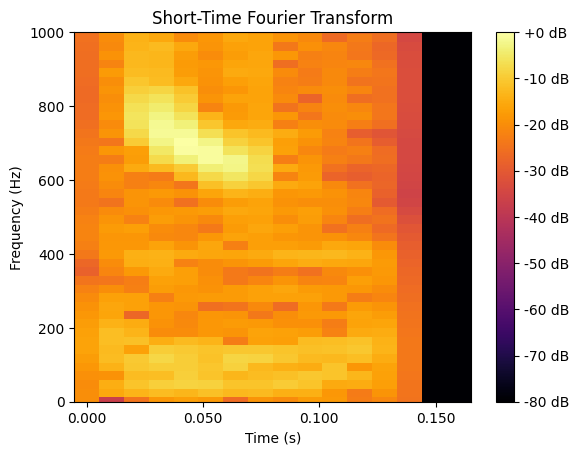 Short-Time Fourier Transform
Frequency (Hz)
1000
800
600
400
200
0
0.000
0.050
0.100
0.150
Time (s)
+0 dB
-10 dB
-20 dB
-30 dB
-40 dB
-50 dB
-60 dB
-70 dB
-80 dB